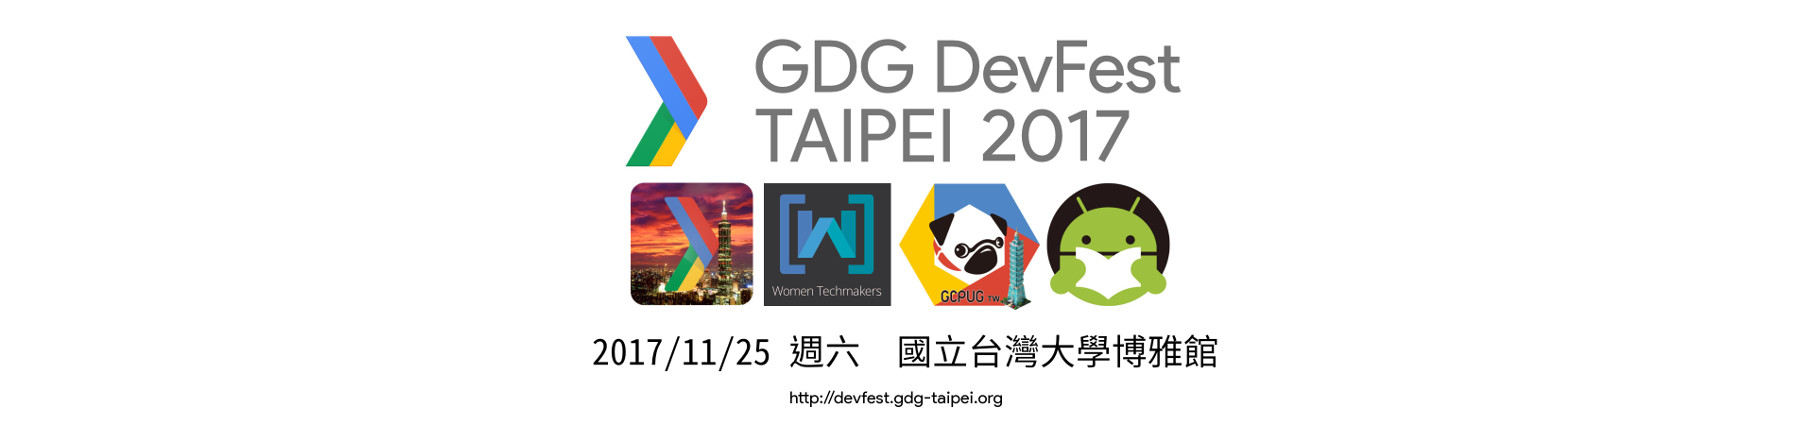 GDG DevFest
TAIPEI 2017
Women Techmakers
GCPUG TW
2017/11/25 週六 國立台灣大學博雅館
http://devfest.gdg-taipei.org